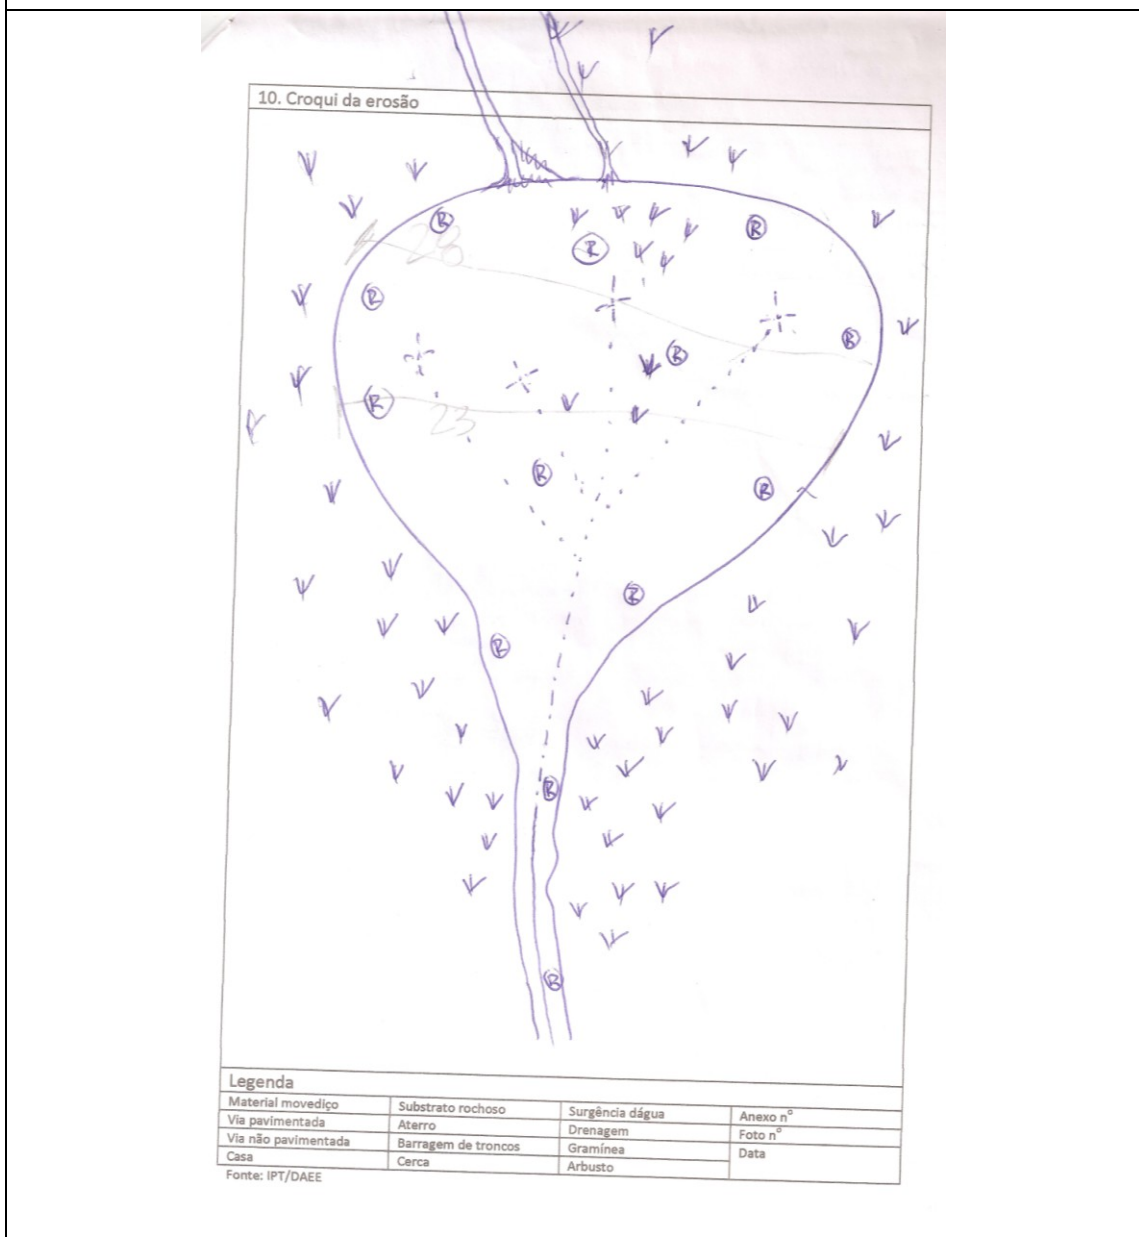 10. Croqui da erosão
R
R
R
28
R
R
R
R
23
R
R
R
R
R
R
Legenda
Material movediço Substrato rochoso Surgência dágua Anexo n°
Via pavimentada Aterro Drenagem Foto n°
Via não pavimentada Barragem de troncos Gramínea Data
Casa Cerca Arbusto
Fonte: IPT/DAEE